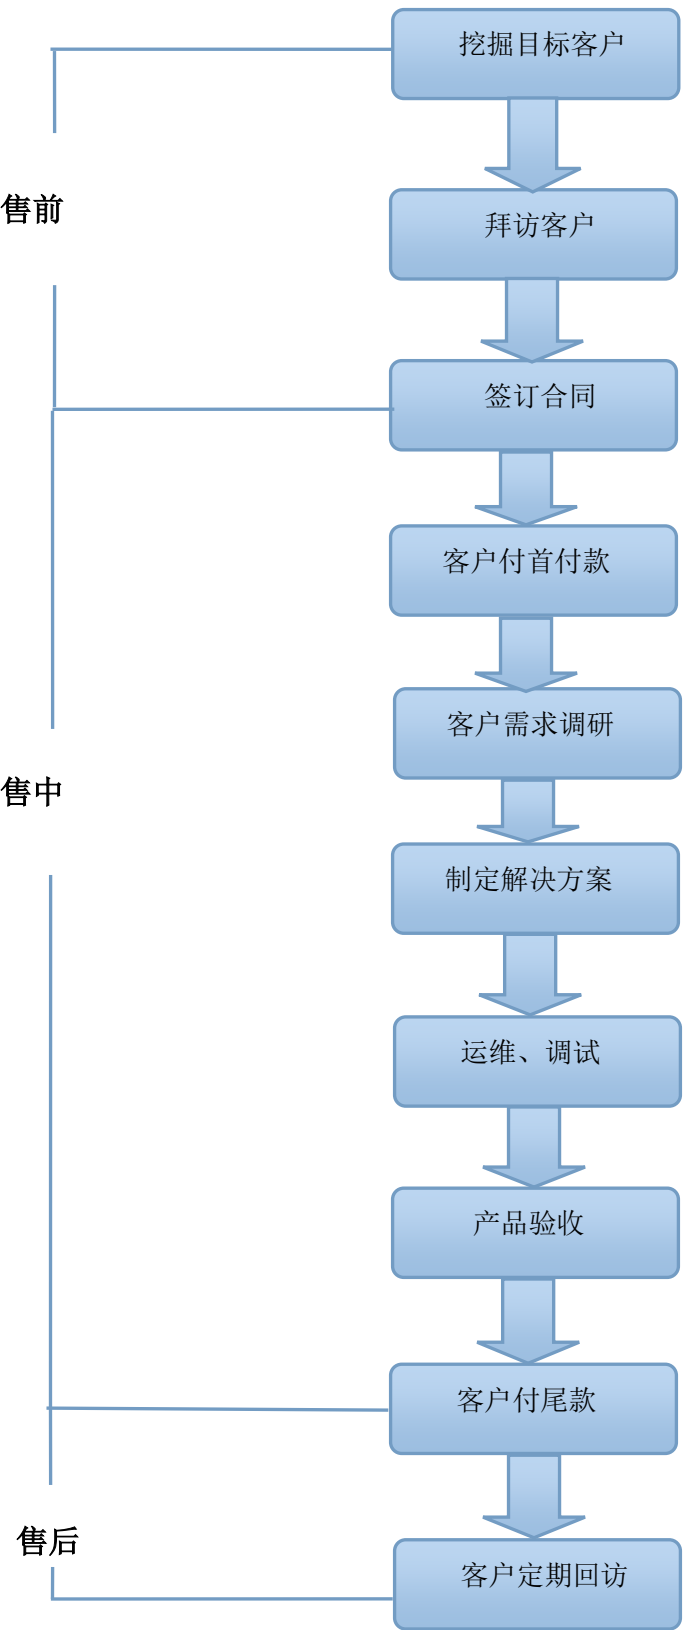 挖掘目标客户
售前
拜访客户
签订合同
客户付首付款
客户需求调研
售中
制定解决方案
运维、调试
产品验收
客户付尾款
售后
客户定期回访